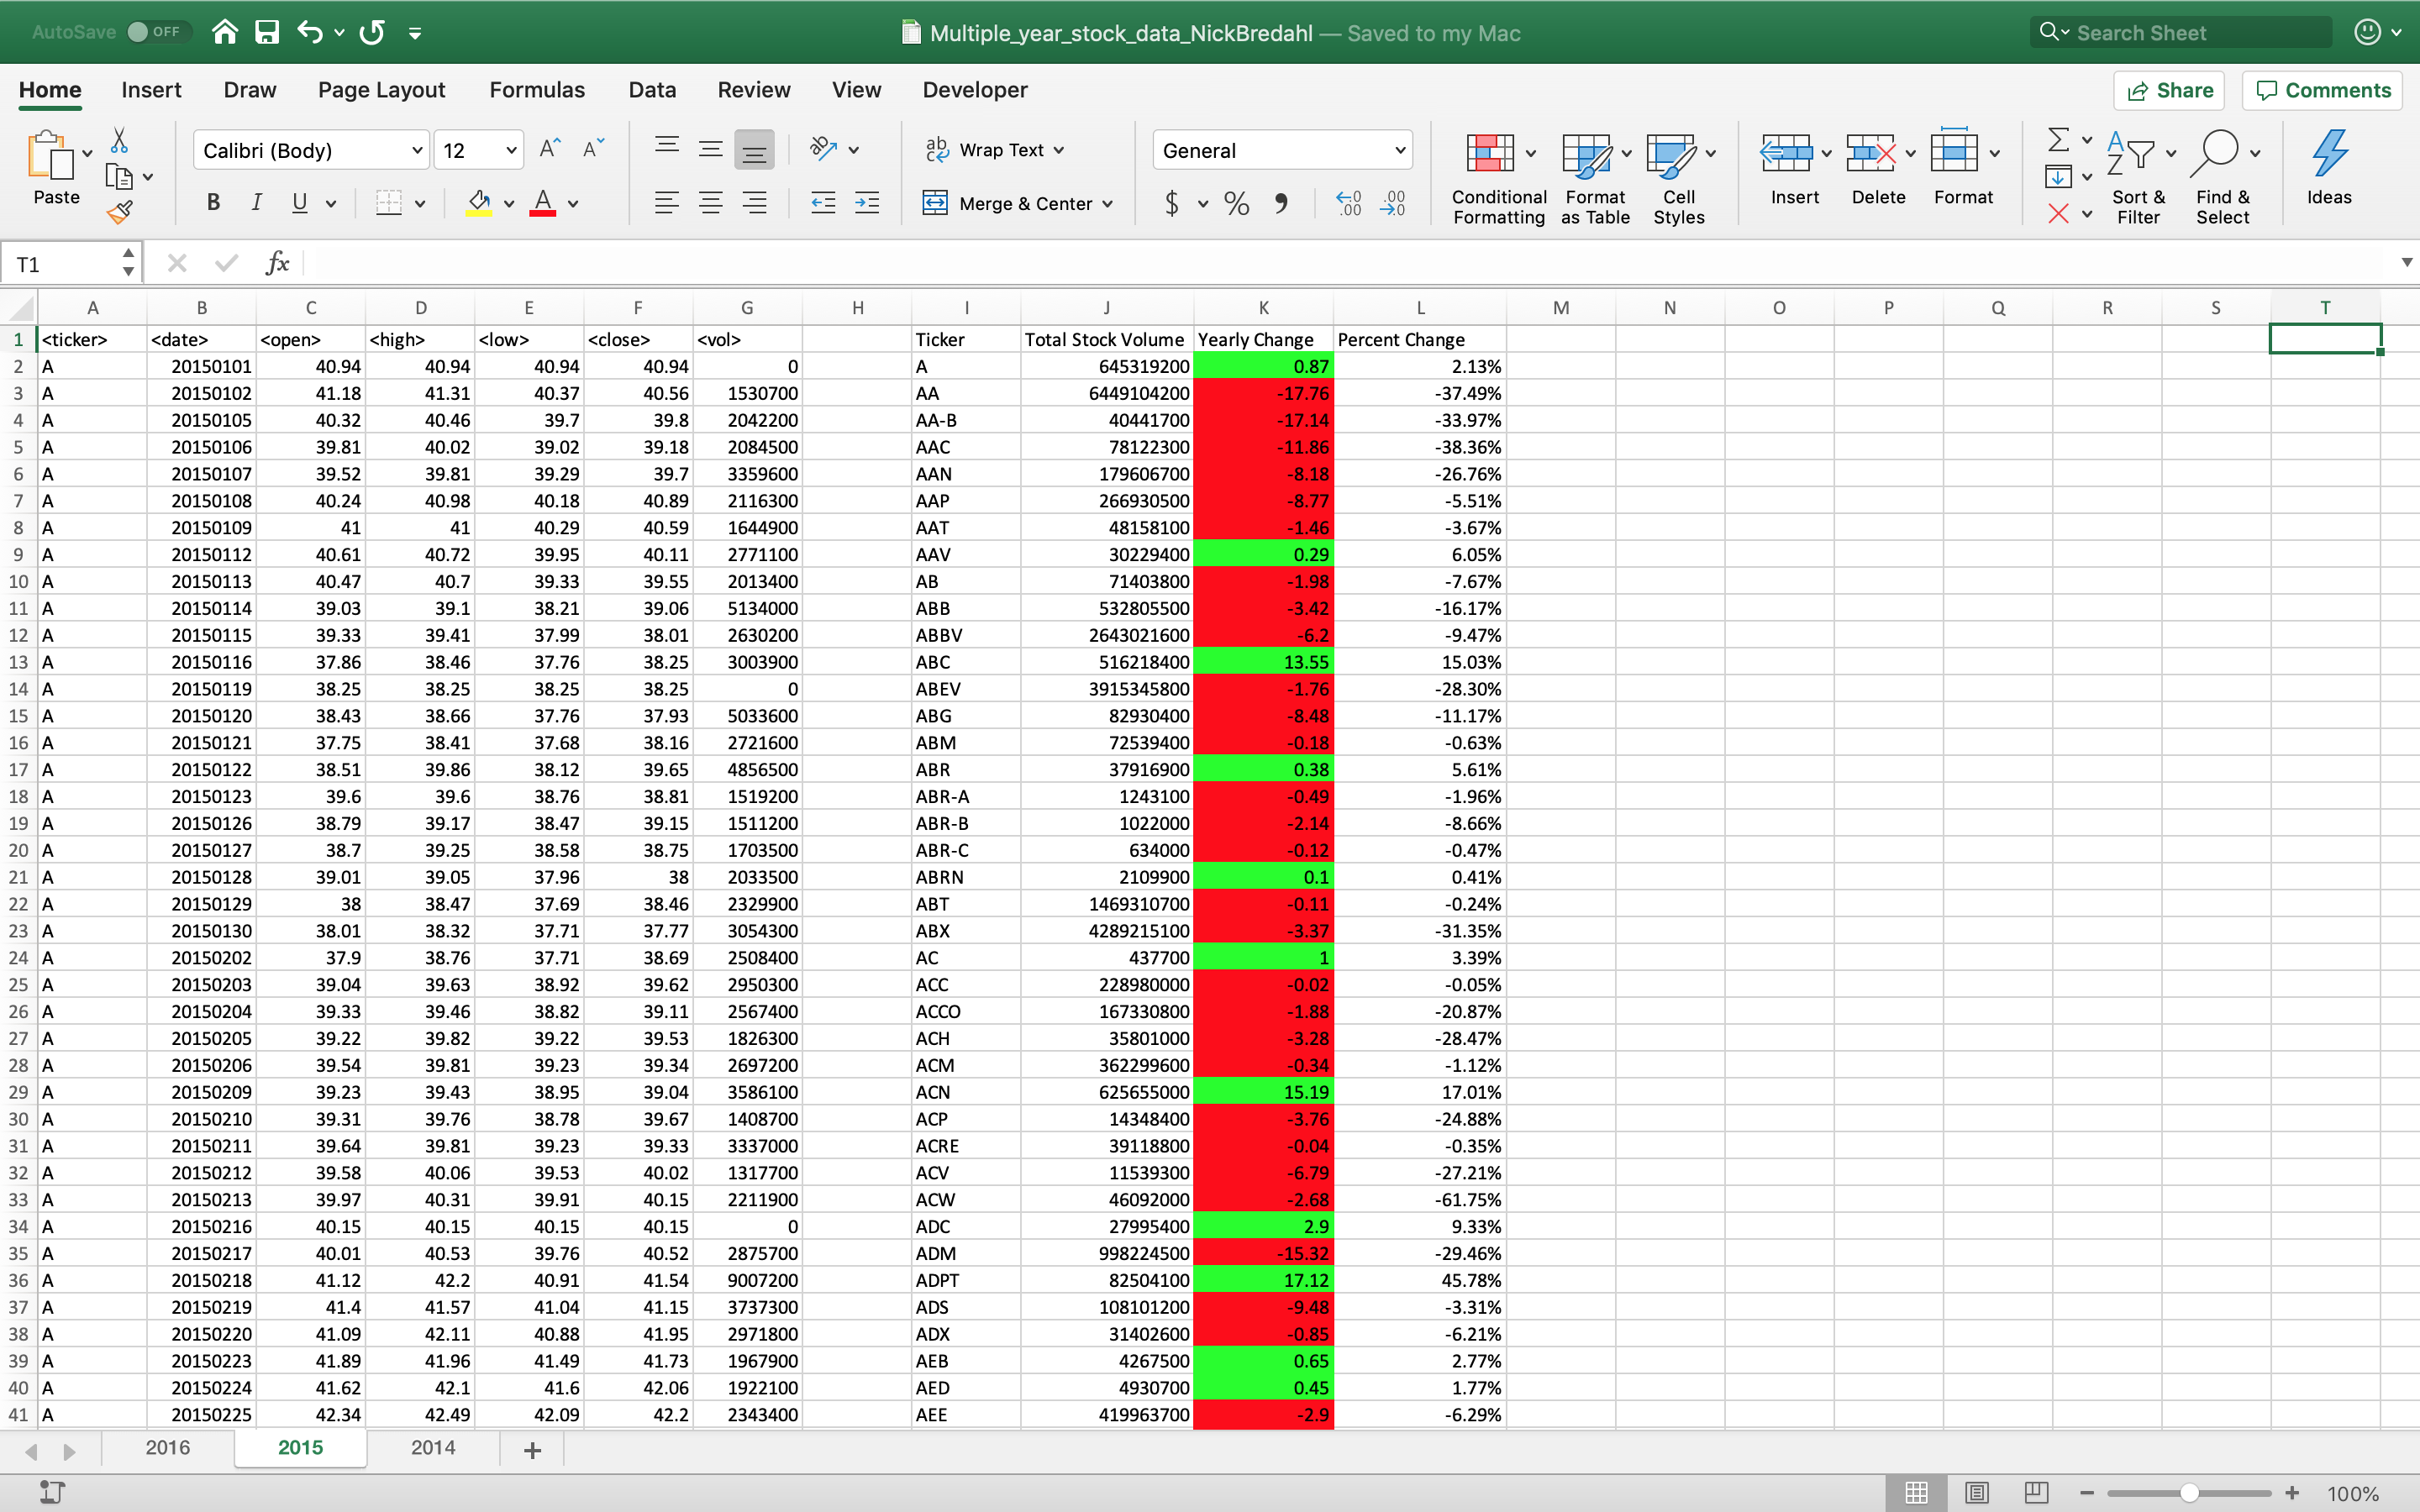 AutoSave OFF Multiple_year_stock_data_NickBredahl — Saved to my Mac Search Sheet
Home Insert Draw Page Layout Formulas Data Review View Developer Share Comments
Paste Calibri (Body) 12 Wrap Text General Conditional Formatting Format as Table Cell Styles Insert Delete Format Sort & Filter Find & Select Ideas
B I U A Merge & Center $ % 9 .00 .00
T1 fx
A B C D E F G H I J K L M N O P Q R S T
1 <ticker> <date> <open> <high> <low> <close> <vol> Ticker Total Stock Volume Yearly Change Percent Change
2 A 20150101 40.94 40.94 40.94 40.94 0 A 645319200 0.87 2.13%
3 A 20150102 41.18 41.31 40.37 40.56 1530700 AA 6449104200 -17.76 -37.49%
4 A 20150105 40.32 40.46 39.7 39.8 2042200 AA-B 40441700 -17.14 -33.97%
5 A 20150106 39.81 40.02 39.02 39.18 2084500 AAC 78122300 -11.86 -38.36%
6 A 20150107 39.52 39.81 39.29 39.7 3359600 AAN 179606700 -8.18 -26.76%
7 A 20150108 40.24 40.98 40.18 40.89 2116300 AAP 266930500 -8.77 -5.51%
8 A 20150109 41 41 40.29 40.59 1644900 AAT 48158100 -1.46 -3.67%
9 A 20150112 40.61 40.72 39.95 40.11 2771100 AAV 30229400 0.29 6.05%
10 A 20150113 40.47 40.7 39.33 39.55 2013400 AB 71403800 -1.98 -7.67%
11 A 20150114 39.03 39.1 38.21 39.06 5134000 ABB 532805500 -3.42 -16.17%
12 A 20150115 39.33 39.41 37.99 38.01 2630200 ABBV 2643021600 -6.2 -9.47%
13 A 20150116 37.86 38.46 37.76 38.25 3003900 ABC 516218400 13.55 15.03%
14 A 20150119 38.25 38.25 38.25 38.25 0 ABEV 3915345800 -1.76 -28.30%
15 A 20150120 38.43 38.66 37.76 37.93 5033600 ABG 82930400 -8.48 -11.17%
16 A 20150121 37.75 38.41 37.68 38.16 2721600 ABM 72539400 -0.18 -0.63%
17 A 20150122 38.51 39.86 38.12 39.65 4856500 ABR 37916900 0.38 5.61%
18 A 20150123 39.6 39.6 38.76 38.81 1519200 ABR-A 1243100 -0.49 -1.96%
19 A 20150126 38.79 39.17 38.47 39.15 1511200 ABR-B 1022000 -2.14 -8.66%
20 A 20150127 38.7 39.25 38.58 38.75 1703500 ABR-C 634000 -0.12 -0.47%
21 A 20150128 39.01 39.05 37.96 38 2033500 ABRN 2109900 0.1 0.41%
22 A 20150129 38 38.47 37.69 38.46 2329900 ABT 1469310700 -0.11 -0.24%
23 A 20150130 38.01 38.32 37.71 37.77 3054300 ABX 4289215100 -3.37 -31.35%
24 A 20150202 37.9 38.76 37.71 38.69 2508400 AC 437700 1 3.39%
25 A 20150203 39.04 39.63 38.92 39.62 2950300 ACC 228980000 -0.02 -0.05%
26 A 20150204 39.33 39.46 38.82 39.11 2567400 ACCO 167330800 -1.88 -20.87%
27 A 20150205 39.22 39.82 39.22 39.53 1826300 ACH 35801000 -3.28 -28.47%
28 A 20150206 39.54 39.81 39.23 39.34 2697200 ACM 362299600 -0.34 -1.12%
29 A 20150209 39.23 39.43 38.95 39.04 3586100 ACN 625655000 15.19 17.01%
30 A 20150210 39.31 39.76 38.78 39.67 1408700 ACP 14348400 -3.76 -24.88%
31 A 20150211 39.64 39.81 39.23 39.33 3337000 ACRE 39118800 -0.04 -0.35%
32 A 20150212 39.58 40.06 39.53 40.02 1317700 ACV 11539300 -6.79 -27.21%
33 A 20150213 39.97 40.31 39.91 40.15 2211900 ACW 46092000 -2.68 -61.75%
34 A 20150216 40.15 40.15 40.15 40.15 0 ADC 27995400 2.9 9.33%
35 A 20150217 40.01 40.53 39.76 40.52 2875700 ADM 998224500 -15.32 -29.46%
36 A 20150218 41.12 42.2 40.91 41.54 9007200 ADPT 82504100 17.12 45.78%
37 A 20150219 41.4 41.57 41.04 41.15 3737300 ADS 108101200 -9.48 -3.31%
38 A 20150220 41.09 42.11 40.88 41.95 2971800 ADX 31402600 -0.85 -6.21%
39 A 20150223 41.89 41.96 41.49 41.73 1967900 AEB 4267500 0.65 2.77%
40 A 20150224 41.62 42.1 41.6 42.06 1922100 AED 4930700 0.45 1.77%
41 A 20150225 42.34 42.49 42.09 42.2 2343400 AEE 419963700 -2.9 -6.29%
2016 2015 2014 +
100%